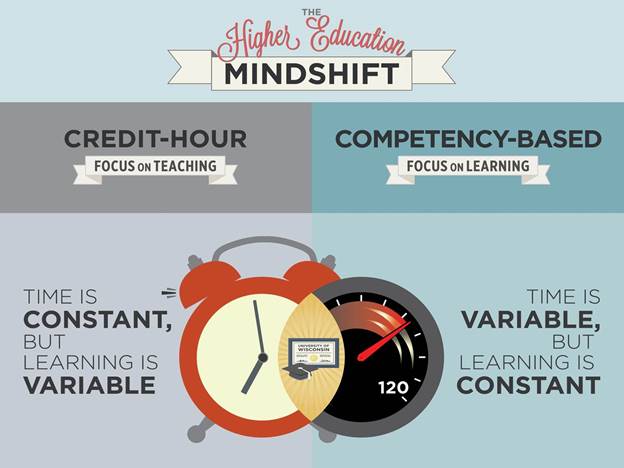 THE
Higher Education
MINDSHIFT
CREDIT-HOUR
FOCUS ON TEACHING
COMPETENCY-BASED
FOCUS ON LEARNING
TIME IS
CONSTANT,
BUT
LEARNING IS
VARIABLE
UNIVERSITY OF
WISCONSIN
120
TIME IS
VARIABLE,
BUT
LEARNING IS
CONSTANT